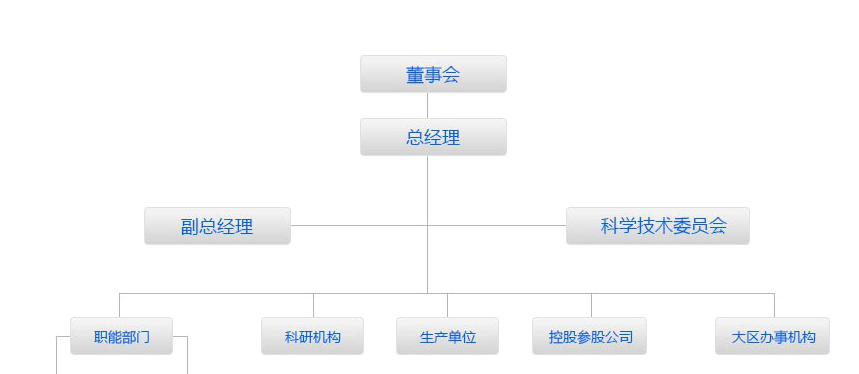 董事会
总经理
副总经理
科学技术委员会
职能部门
科研机构
生产单位
控股参股公司
大区办事机构